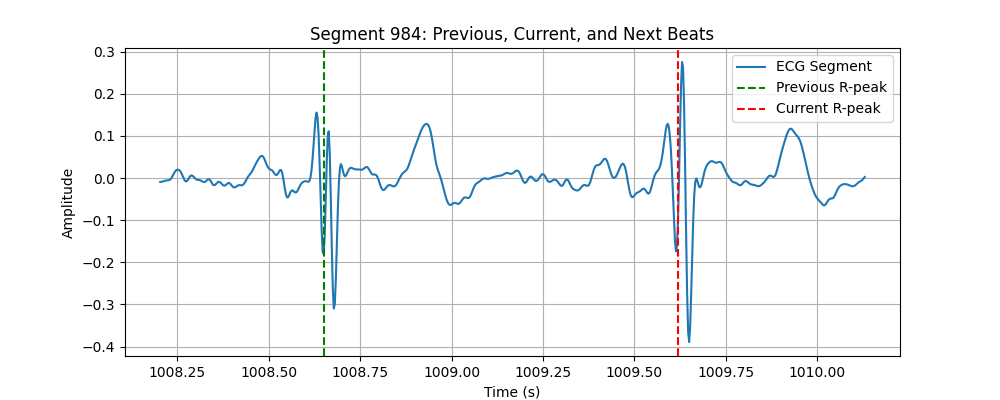 Segment 984: Previous, Current, and Next Beats
ECG Segment
Previous R-peak
Current R-peak
0.3
0.2
0.1
0.0
−0.1
−0.2
−0.3
−0.4
Amplitude
1008.25 1008.50 1008.75 1009.00 1009.25 1009.50 1009.75 1010.00
Time (s)